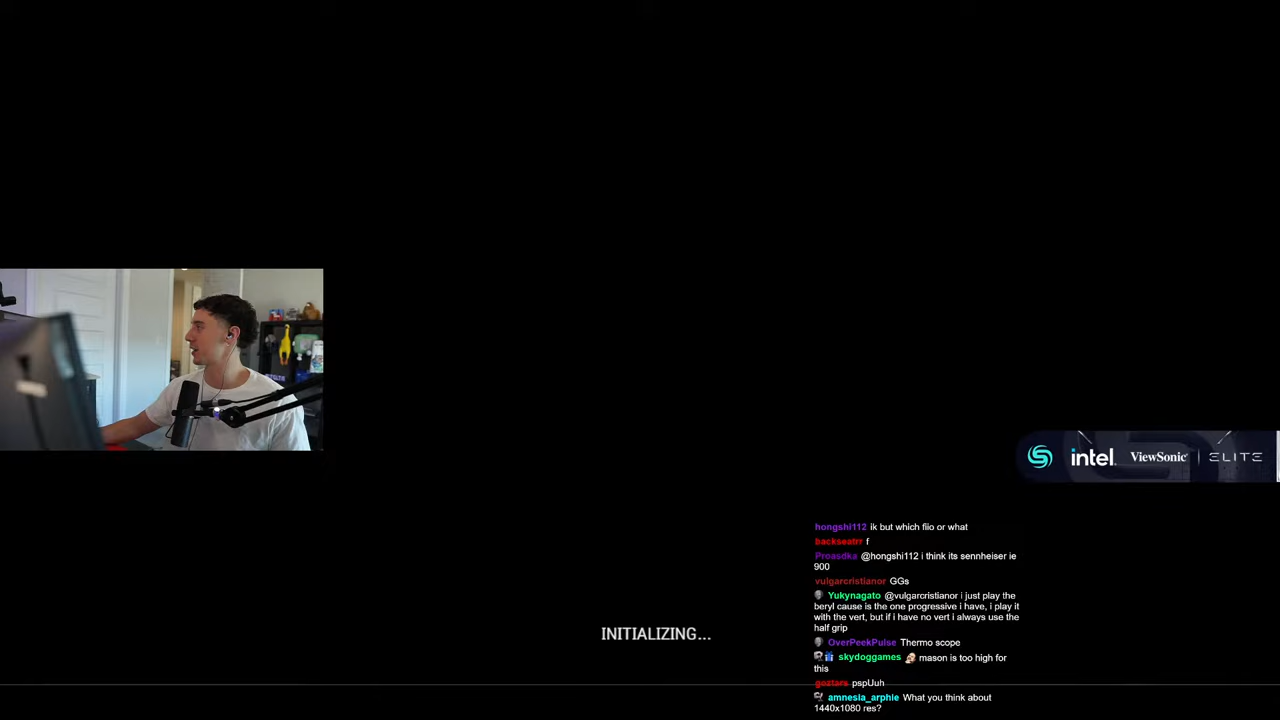 intel. ViewSonic | ELITE
hongshi112 ik but which fiio or what
backseatrr f
Proasdka @hongshi112 i think its sennheiser ie
900
vulgarcristianor GGs
Yukynagato @vulgarcristianor i just play the
beryl cause is the one progressive i have, i play it
with the vert, but if i have no vert i always use the
half grip
OverPeekPulse Thermo scope
skydoggames mason is too high for
this
goztars pspUuh
amnesia_arphie What you think about
1440x1080 res?
INITIALIZING...